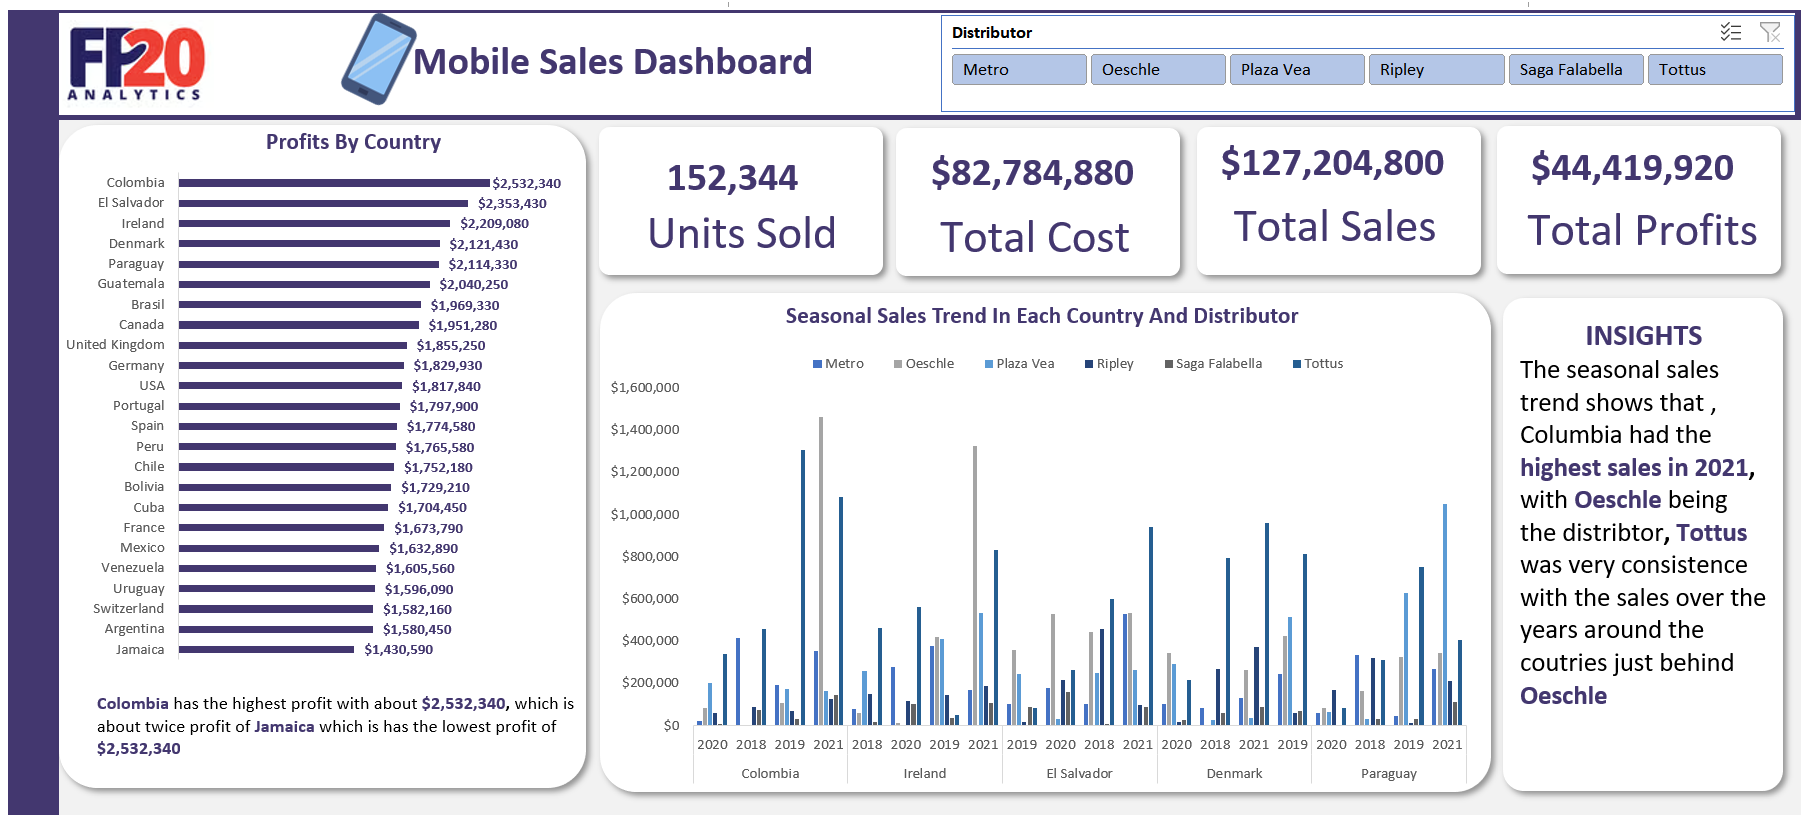 FP20
ANALYTICS
Mobile Sales Dashboard
Distributor
Metro
Oeschle
Plaza Vea
Ripley
Saga Falabella
Tottus
Profits By Country
Colombia $2,532,340
El Salvador $2,353,430
Ireland $2,209,080
Denmark $2,121,430
Paraguay $2,114,330
Guatemala $2,040,250
Brasil $1,969,330
Canada $1,951,280
United Kingdom $1,855,250
Germany $1,829,930
USA $1,817,840
Portugal $1,797,900
Spain $1,774,580
Peru $1,765,580
Chile $1,752,180
Bolivia $1,729,210
Cuba $1,704,450
France $1,673,790
Mexico $1,632,890
Venezuela $1,605,560
Uruguay $1,596,090
Switzerland $1,582,160
Argentina $1,580,450
Jamaica $1,430,590
Colombia has the highest profit with about $2,532,340, which is
about twice profit of Jamaica which is has the lowest profit of
$2,532,340
152,344
Units Sold
$82,784,880
Total Cost
$127,204,800
Total Sales
$44,419,920
Total Profits
Seasonal Sales Trend In Each Country And Distributor
Metro Oeschle Plaza Vea Ripley Saga Falabella Tottus
$1,600,000
$1,400,000
$1,200,000
$1,000,000
$800,000
$600,000
$400,000
$200,000
$0
2020 2018 2019 2021 2018 2020 2019 2021 2019 2020 2018 2021 2020 2018 2021 2019 2020 2018 2019 2021
Colombia Ireland El Salvador Denmark Paraguay
INSIGHTS
The seasonal sales
trend shows that ,
Columbia had the
highest sales in 2021,
with Oeschle being
the distribtor, Tottus
was very consistence
with the sales over the
years around the
coutries just behind
Oeschle